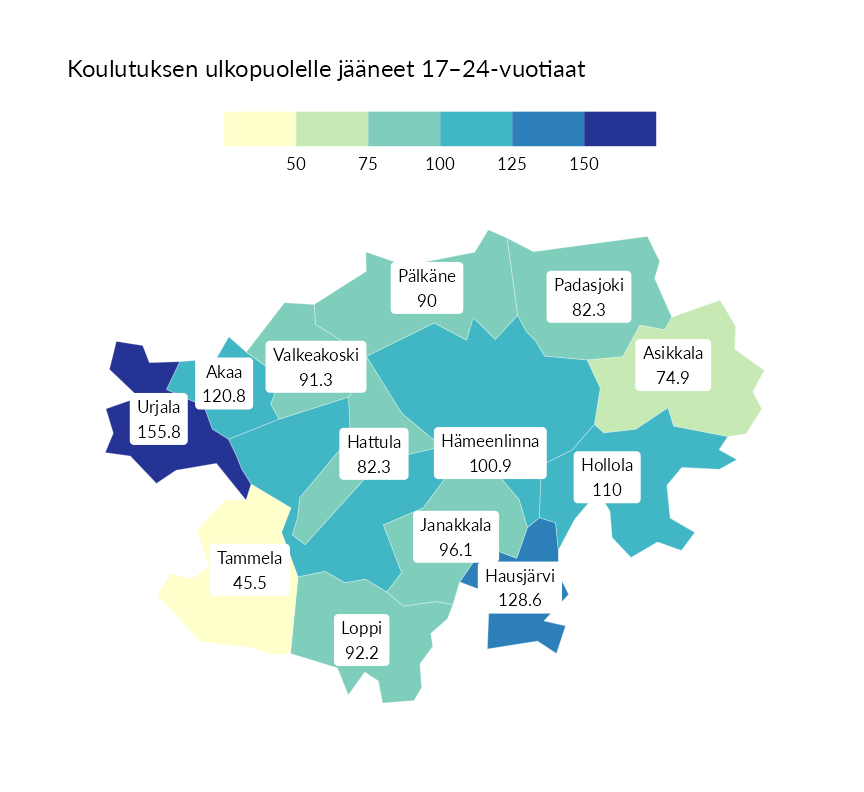 Koulutuksen ulkopuolelle jääneet 17–24-vuotiaat
50 75 100 125 150
Pälkäne
90
Padasjoki
82.3
Valkeakoski
91.3
Asikkala
74.9
Akaa
120.8
Urjala
155.8
Hattula
82.3
Hämeenlinna
100.9
Hollola
110
Janakkala
96.1
Tammela
45.5
Hausjärvi
128.6
Loppi
92.2